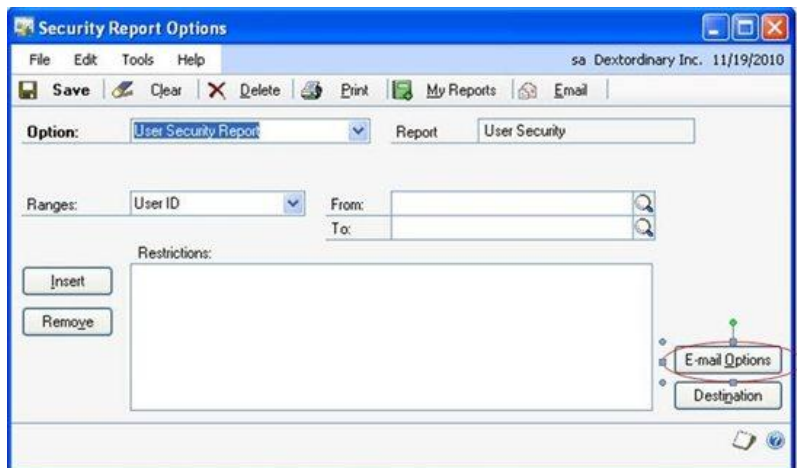 Security Report Options
File Edit Tools Help sa Dextordinary Inc. 11/19/2010
Save Clear Delete Print My Reports Email
Option: User Security Report Report User Security
Ranges: User ID From:
To:
Restrictions:
Insert
Remove
E-mail Options
Destination